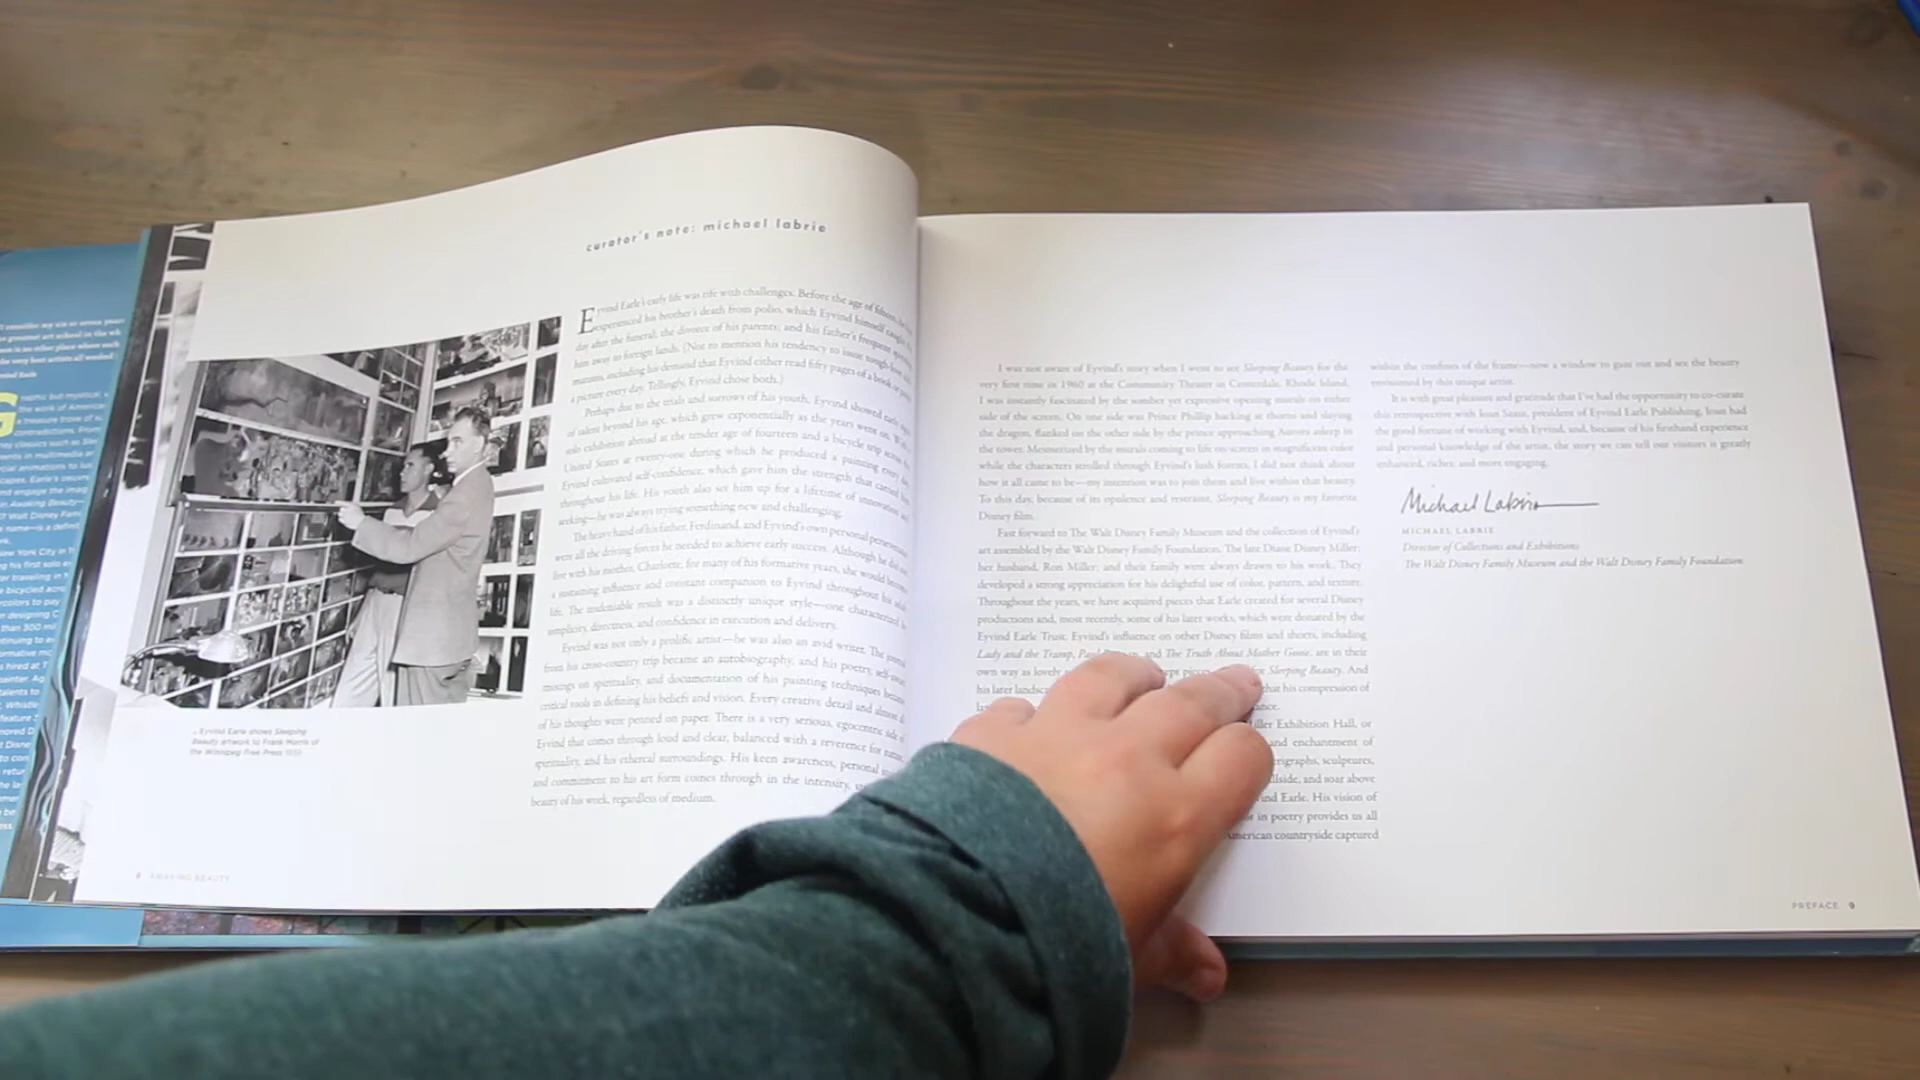 curator's note: michael labrie
Eyvind Earle's early life was rife with challenges. Before the age of fifteen, he
experienced his brother's death from polio, which Eyvind himself caught the
day after the funeral; the divorce of his parents; and his father's frequent
him away to foreign lands. (Not to mention his tendency to issue tough-love
including his demand that Eyvind either read fifty pages of a book or
a picture every day. Tellingly, Eyvind chose both.)
Perhaps due to the trials and sorrows of his youth, Eyvind showed early signs
of talent beyond his age, which grew exponentially as the years went on. With
solo exhibition abroad at the tender age of fourteen and a bicycle trip across the
United States at twenty-one during which he produced a painting every day,
Eyvind cultivated self-confidence, which gave him the strength that carried him
throughout his life. His youth also set him up for a lifetime of innovation and
seeking—he was always trying something new and challenging.
The heavy hand of his father, Ferdinand, and Eyvind's own personal perseverance
were all the driving forces he needed to achieve early success. Although he did not
live with his mother, Charlotte, for many of his formative years, she would become
a sustaining influence and constant companion to Eyvind throughout his adult
life. The undeniable result was a distinctly unique style—one characterized by
simplicity, directness, and confidence in execution and delivery.
Eyvind was not only a prolific artist—he was also an avid writer. The journal
from his cross-country trip became an autobiography, and his poetry, self-aware
musings on spirituality, and documentation of his painting techniques became
critical tools in defining his beliefs and vision. Every creative detail and almost all
of his thoughts were penned on paper. There is a very serious, egocentric side of
Eyvind that comes through loud and clear, balanced with a reverence for nature,
spirituality, and his ethereal surroundings. His keen awareness, personal
and commitment to his art form comes through in the intensity,
beauty of his work, regardless of medium.
Eyvind Earle shows Sleeping
Beauty artwork to Frank Morris of
the Winnipeg Free Press
8 AWAKING BEAUTY
I was not aware of Eyvind's story when I went to see Sleeping Beauty for the
very first time in 1960 at the Community Theater in Centerdale, Rhode Island.
I was instantly fascinated by the somber yet expressive opening murals on either
side of the screen. On one side was Prince Phillip hacking at thorns and slaying
the dragon, flanked on the other side by the prince approaching Aurora asleep in
the tower. Mesmerized by the murals coming to life on-screen in magnificent color
while the characters strolled through Eyvind's lush forests, I did not think about
how it all came to be—my intention was to join them and live within that beauty.
To this day, because of its opulence and restraint, Sleeping Beauty is my favorite
Disney film.
Fast forward to The Walt Disney Family Museum and the collection of Eyvind's
art assembled by the Walt Disney Family Foundation. The late Diane Disney Miller;
her husband, Ron Miller; and their family were always drawn to his work. They
developed a strong appreciation for his delightful use of color, pattern, and texture.
Throughout the years, we have acquired pieces that Earle created for several Disney
productions and, most recently, some of his later works, which were donated by the
Eyvind Earle Trust. Eyvind's influence on other Disney films and shorts, including
Lady and the Tramp, Paul and The Truth About Mother Goose, are in their
own way as lovely for Sleeping Beauty. And
his later landsca that his compression of
Miller Exhibition Hall, or
and enchantment of
sculptures,
and soar above
Earle. His vision of
in poetry provides us all
American countryside captured
within the confines of the frame—now a window to gaze out and see the beauty
envisioned by this unique artist.
It is with great pleasure and gratitude that I've had the opportunity to co-curate
this retrospective with Ioan Szasz, president of Eyvind Earle Publishing. Ioan had
the good fortune of working with Eyvind, and, because of his firsthand experience
and personal knowledge of the artist, the story we can tell our visitors is greatly
enhanced, richer, and more engaging.
Michael Labrie
MICHAEL LABRIE
Director of Collections and Exhibitions
The Walt Disney Family Museum and the Walt Disney Family Foundation
PREFACE 9